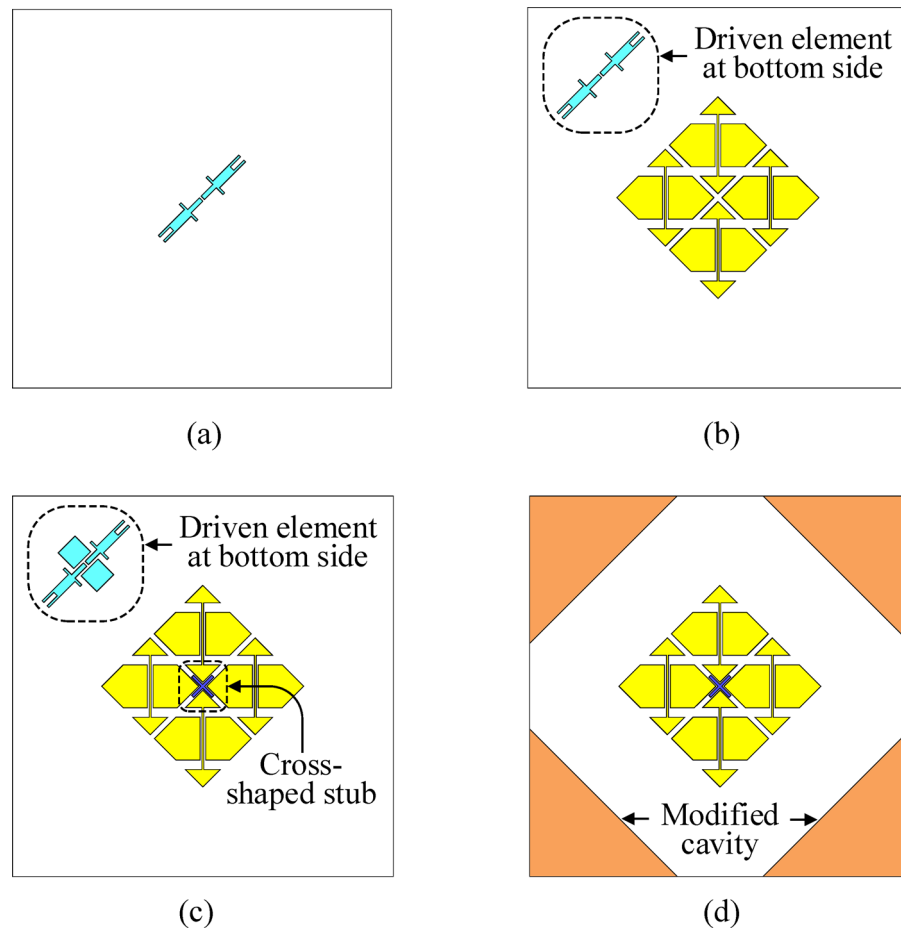 Driven element
at bottom side
(a)
(b)
Driven element
at bottom side
Cross-
shaped stub
Modified
cavity
(c)
(d)